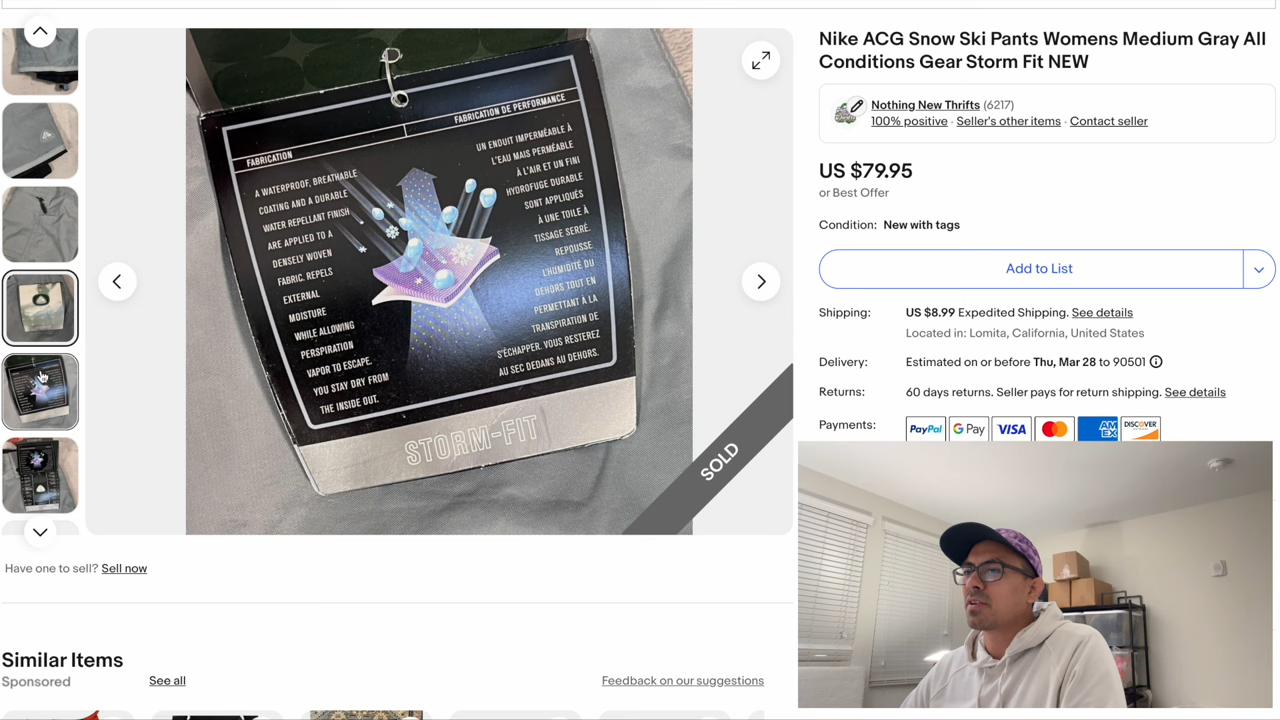 Nike ACG Snow Ski Pants Womens Medium Gray All
Conditions Gear Storm Fit NEW
Nothing New Thrifts (6217)
100% positive · Seller's other items · Contact seller
US $79.95
or Best Offer
Condition: New with tags
Add to List
Shipping: US $8.99 Expedited Shipping. See details
Located in: Lomita, California, United States
Delivery: Estimated on or before Thu, Mar 28 to 90501
Returns: 60 days returns. Seller pays for return shipping. See details
Payments: PayPal G Pay VISA AM EX DISCOVER
FABRICATION
A WATERPROOF, BREATHABLE
COATING AND A DURABLE
WATER REPELLANT FINISH
ARE APPLIED TO A
DENSELY WOVEN
FABRIC. REPELS
EXTERNAL
MOISTURE
WHILE ALLOWING
PERSPIRATION
VAPOR TO ESCAPE.
YOU STAY DRY FROM
THE INSIDE OUT.
FABRICATION DE PERFORMANCE
UN ENDUIT IMPERMÉABLE À
L'EAU MAIS PERMÉABLE
À L'AIR ET UN FINI
HYDROFUGE DURABLE
SONT APPLIQUÉS
À UNE TOILE À
TISSAGE SERRÉ.
REPOUSSE
L'HUMIDITÉ DU
DEHORS TOUT EN
PERMETTANT À LA
TRANSPIRATION DE
S'ÉCHAPPER. VOUS RESTEREZ
AU SEC DEDANS AU DEHORS.
STORM-FIT
SOLD
Have one to sell? Sell now
Similar Items
Sponsored
See all
Feedback on our suggestions